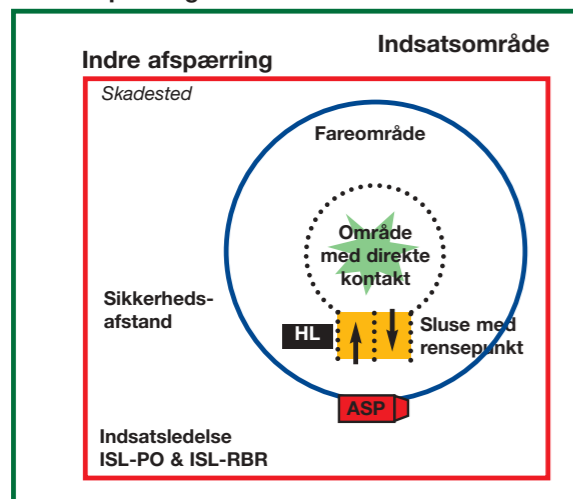 Indsatsområde
Indre afspærring
Skadested
Fareområde
Område
med direkte
kontakt
Sikkerheds-
afstand
HL
Sluse med
rensepunkt
ASP
Indsatsledelse
ISL-PO & ISL-RBR